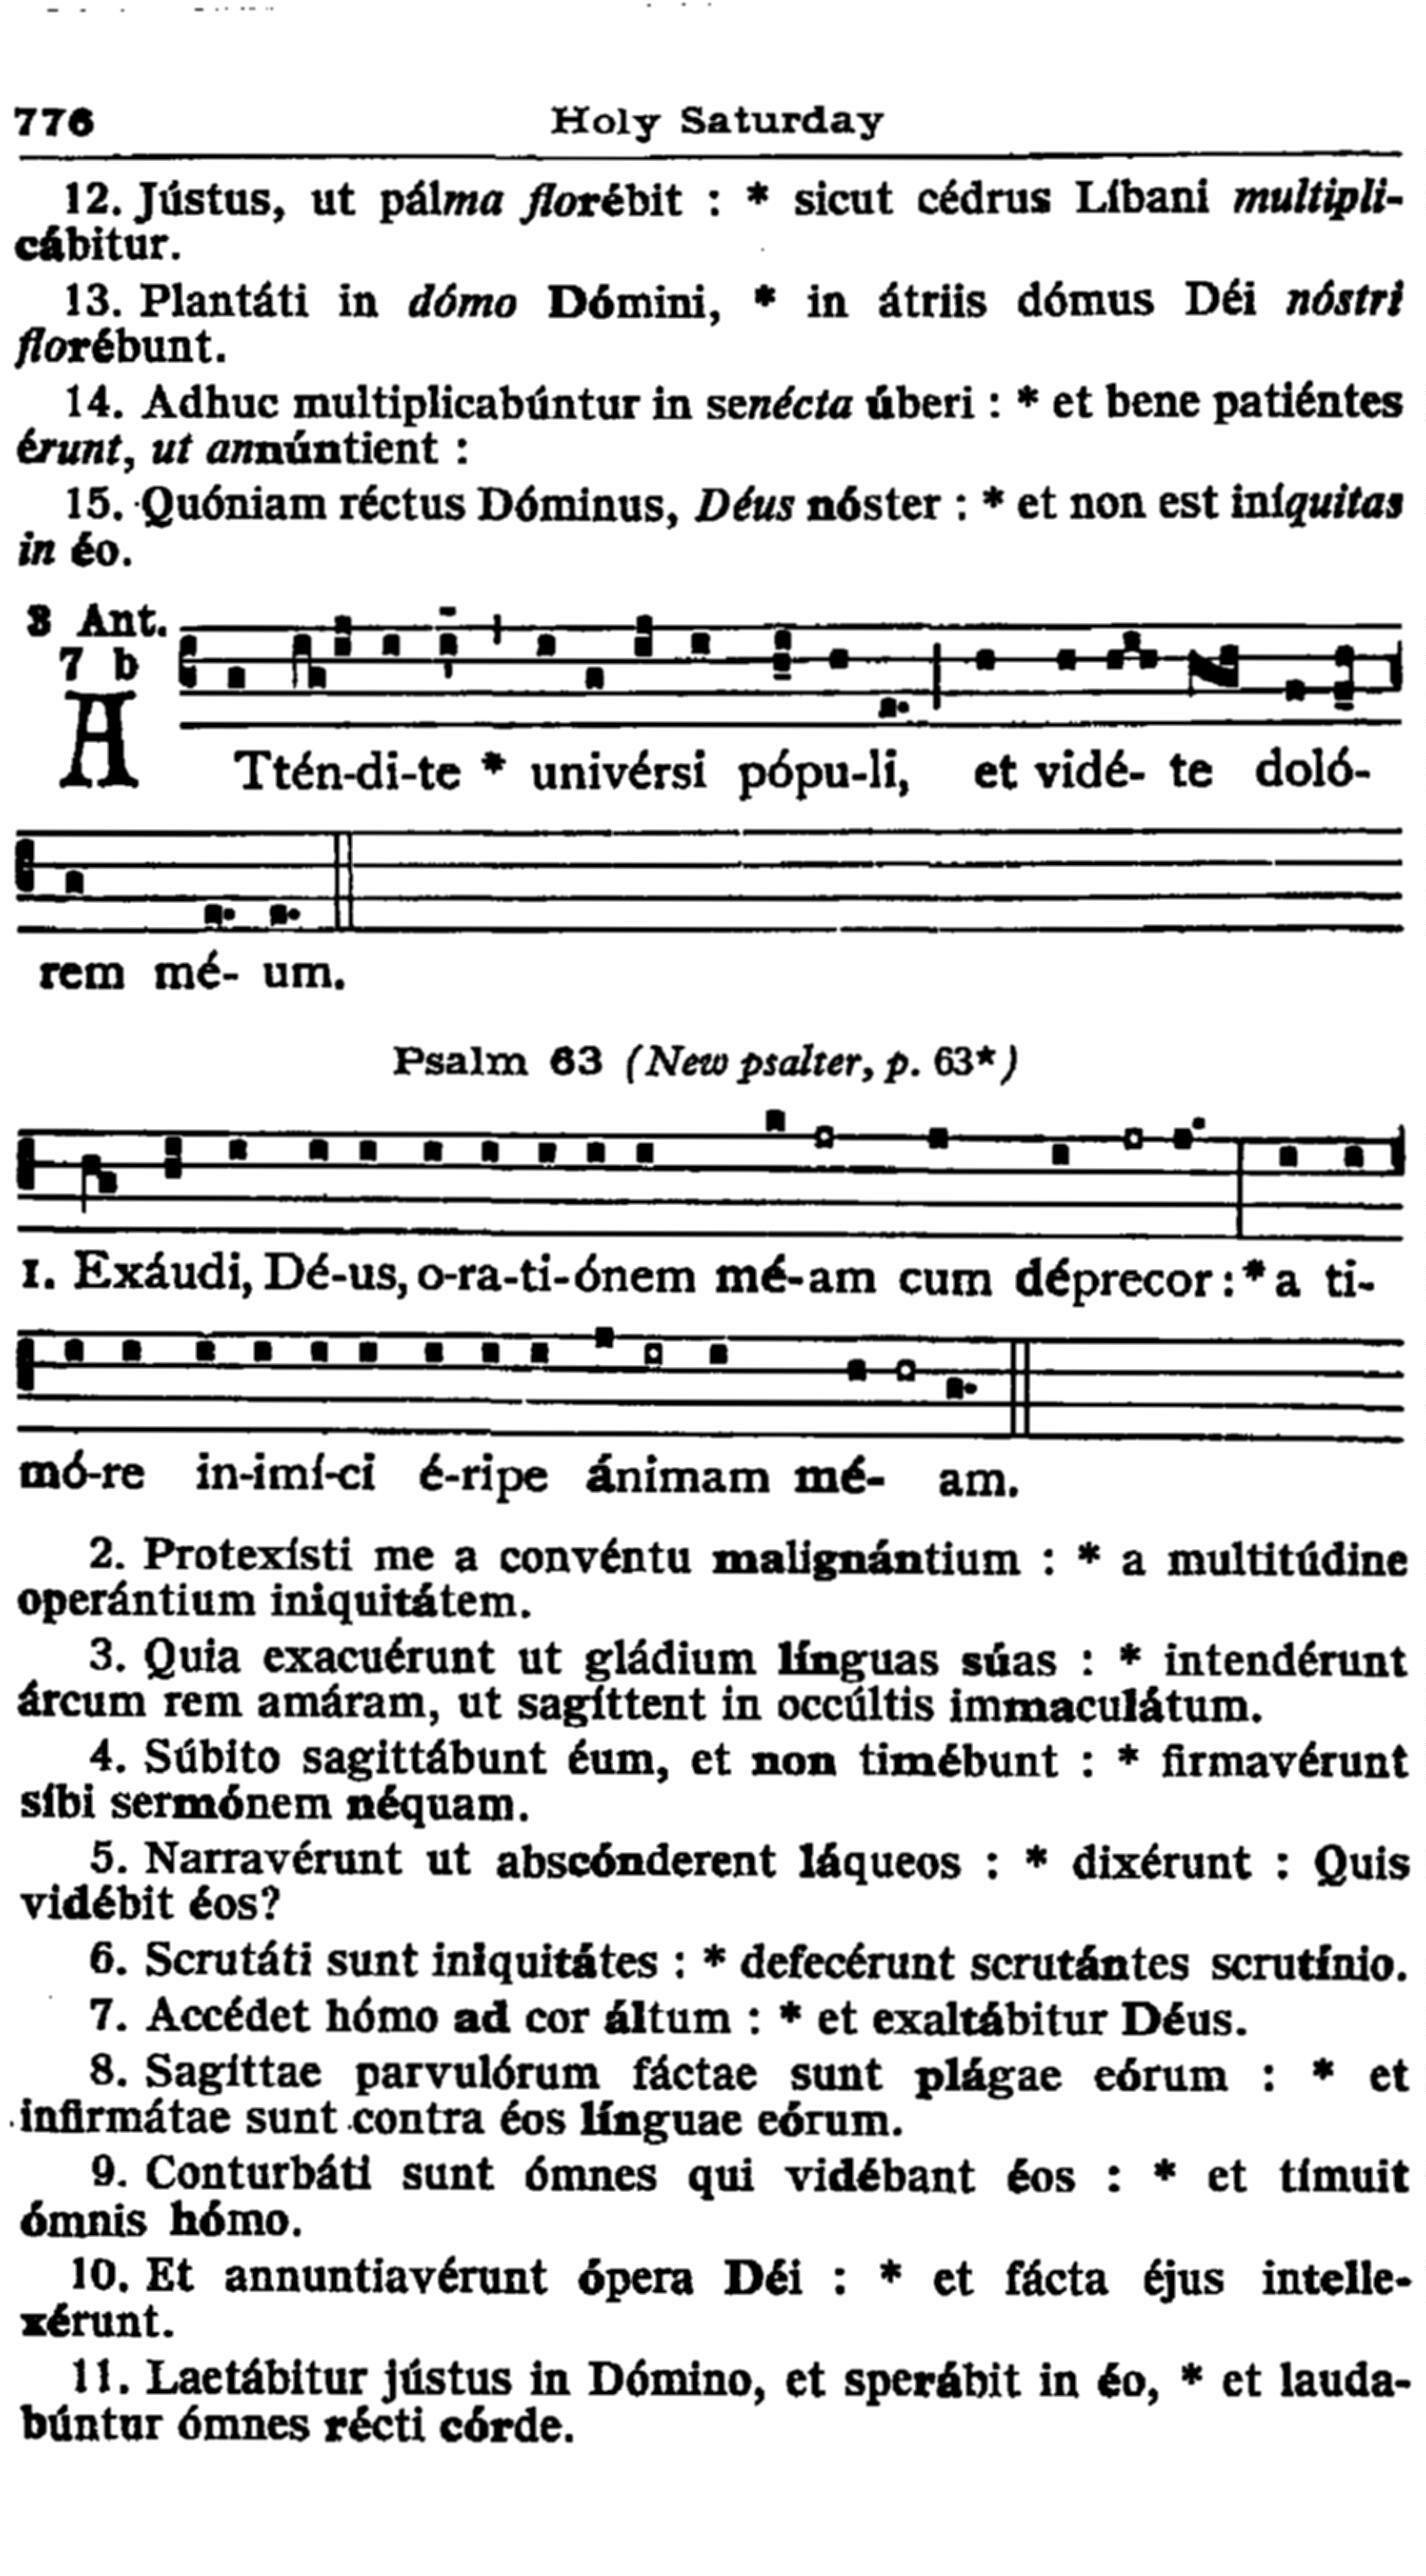 776 Holy Saturday
12. Jústus, ut pálma florébit : * sicut cédrus Líbani multipli-
cábitur.
13. Plantáti in dómo Dómini, * in átriis dómus Déi nóstri
florébunt.
14. Adhuc multiplicabúntur in senécta úberi : * et bene patiéntes
érunt, ut annúntient :
15. Quóniam réctus Dóminus, Déus nóster : * et non est iníquitas
in éo.
3 Ant.
7 b
ATtén-di-te * univérsi pópu-li, et vidé- te doló-
rem mé- um.
Psalm 63 (New psalter, p. 63*)
1. Exáudi, Dé-us, o-ra-ti-ónem mé-am cum déprecor : * a ti-
mó-re in-imí-ci é-ripe ánimam mé- am.
2. Protexísti me a convéntu malignántium : * a multitúdine
operántium iniquitátem.
3. Quia exacuérunt ut gládium línguas súas : * intendérunt
árcum rem amáram, ut sagíttent in occúltis immaculátum.
4. Súbito sagittábunt éum, et non timébunt : * firmavérunt
síbi sermónem néquam.
5. Narravérunt ut abscónderent láqueos : * dixérunt : Quis
vidébit éos?
6. Scrutáti sunt iniquitátes : * defecérunt scrutántes scrutínio.
7. Accédet hómo ad cor áltum : * et exaltábitur Déus.
8. Sagíttae parvulórum fáctae sunt plágae eórum : * et
infirmátae sunt contra éos línguae eórum.
9. Conturbáti sunt ómnes qui vidébant éos : * et tímuit
ómnis hómo.
10. Et annuntiavérunt ópera Déi : * et fácta éjus intelle-
xérunt.
11. Laetábitur jústus in Dómino, et sperábit in éo, * et lauda-
búntur ómnes récti córde.